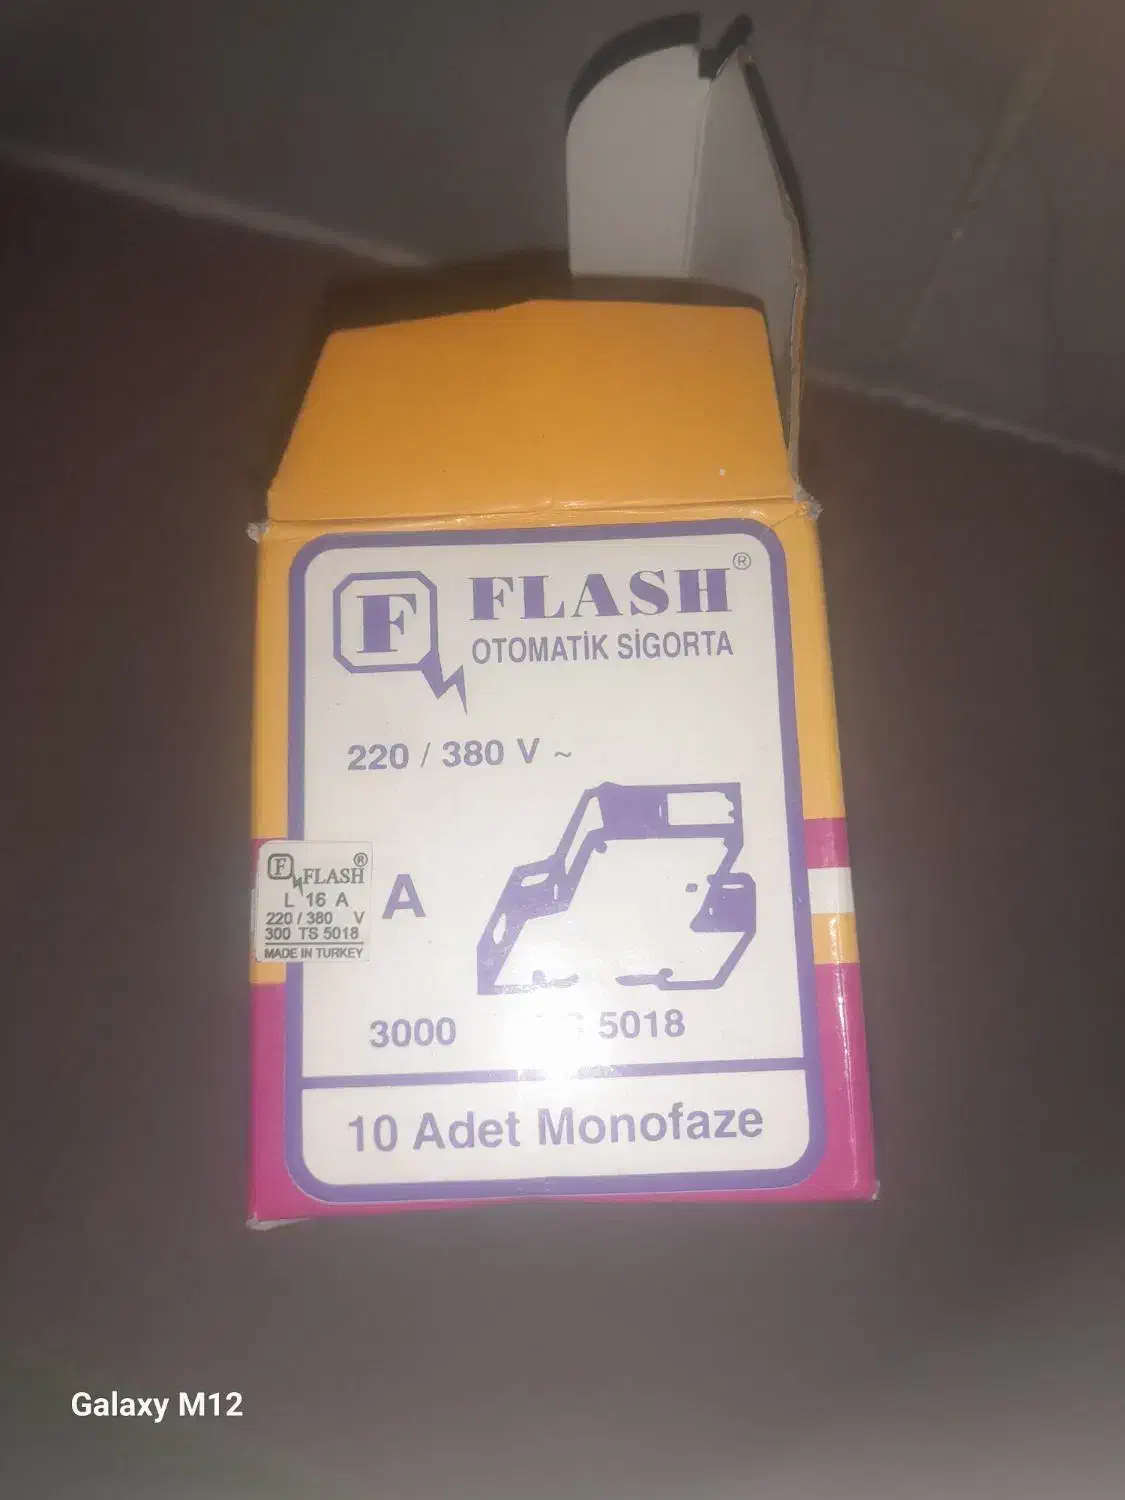 F FLASH®
OTOMATİK SİGORTA
220 / 380 V ~
F FLASH®
L 16 A
220 / 380 V
300 TS 5018
MADE IN TURKEY
A
3000 5018
10 Adet Monofaze
Galaxy M12